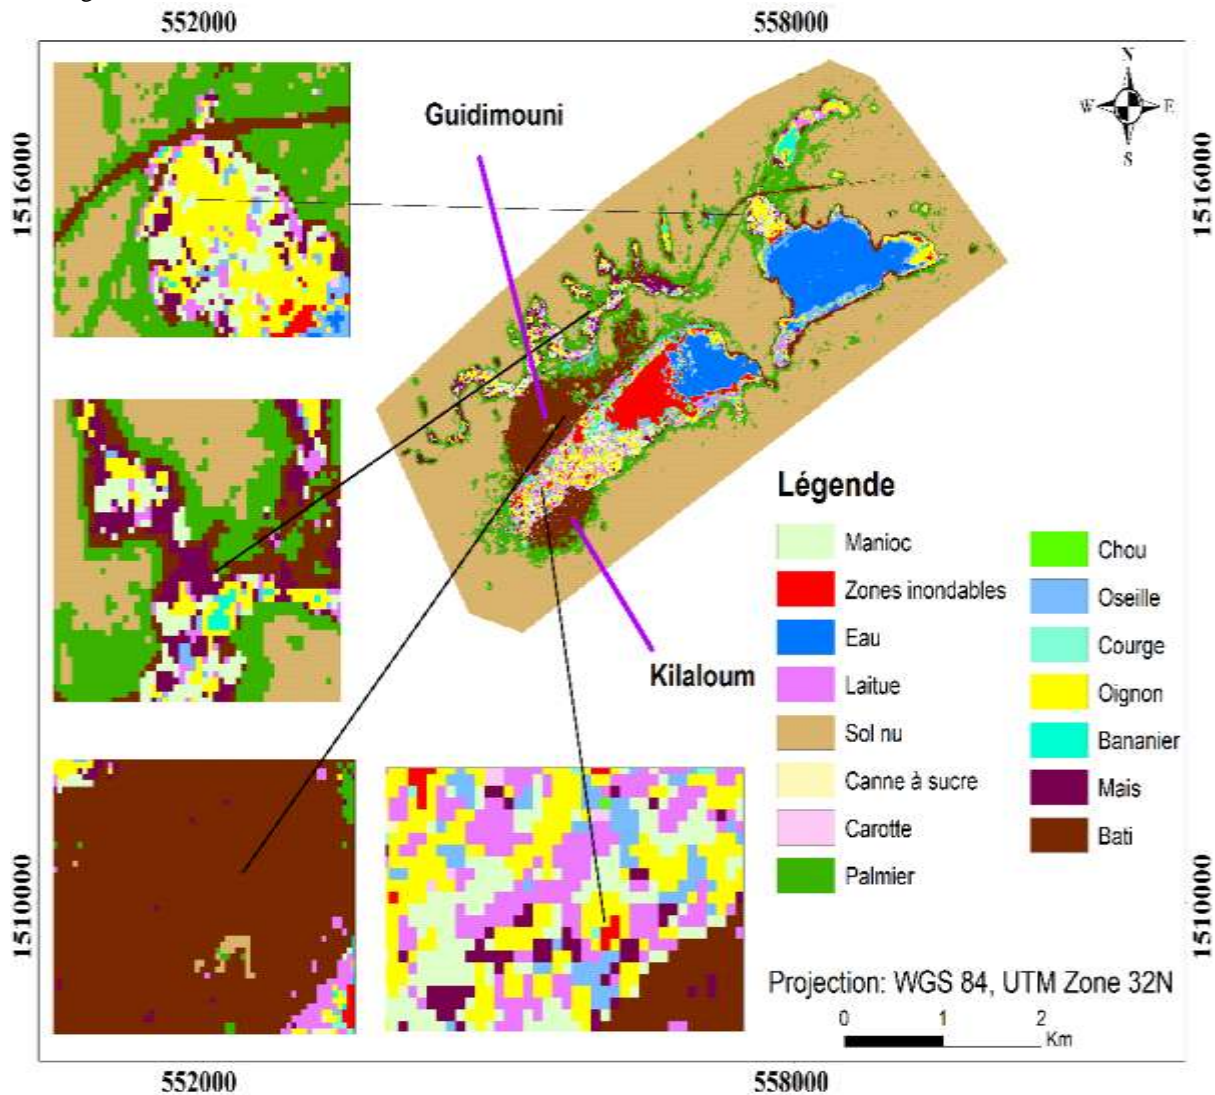 552000
558000
N
W
E
S
1516000
1516000
Guidimouni
Kilaloum
Légende
Manioc
Zones inondables
Eau
Laitue
Sol nu
Canne à sucre
Carotte
Palmier
Chou
Oseille
Courge
Oignon
Bananier
Mais
Bati
1510000
1510000
Projection: WGS 84, UTM Zone 32N
0 1 2
Km
552000
558000